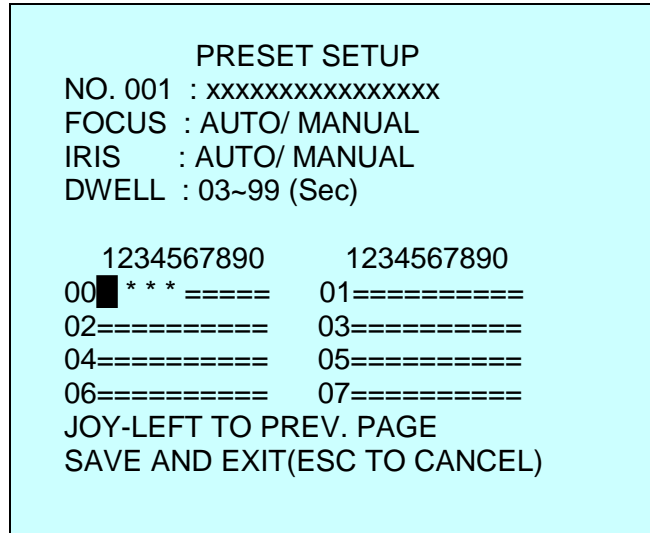 PRESET SETUP
NO. 001 : xxxxxxxxxxxxxxxx
FOCUS : AUTO/ MANUAL
IRIS : AUTO/ MANUAL
DWELL : 03~99 (Sec)
1234567890 1234567890
00█ * * * ===== 01==========
02========== 03==========
04========== 05==========
06========== 07==========
JOY-LEFT TO PREV. PAGE
SAVE AND EXIT(ESC TO CANCEL)